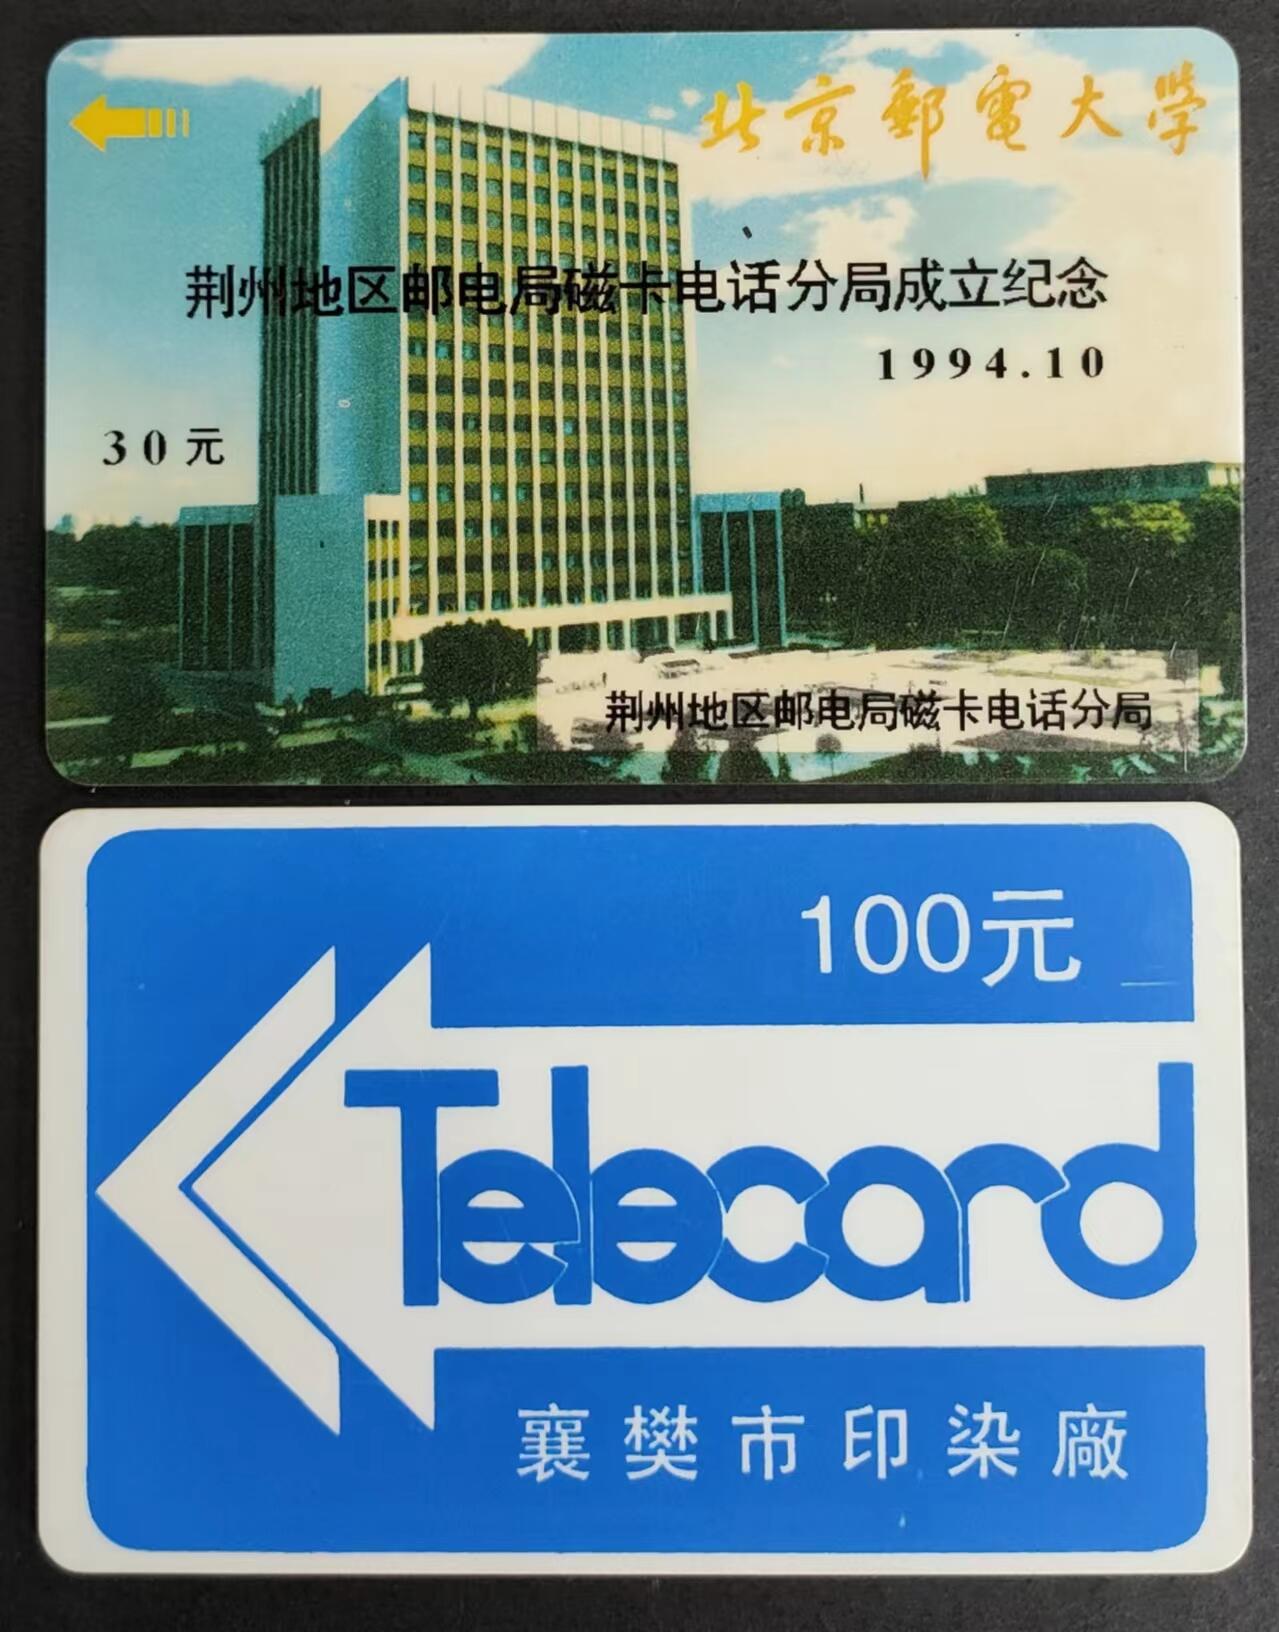 北京郵電大学
荆州地区邮电局磁卡电话分局成立纪念
1994.10
30元
荆州地区邮电局磁卡电话分局
100元
Telecard
襄樊市印染廠